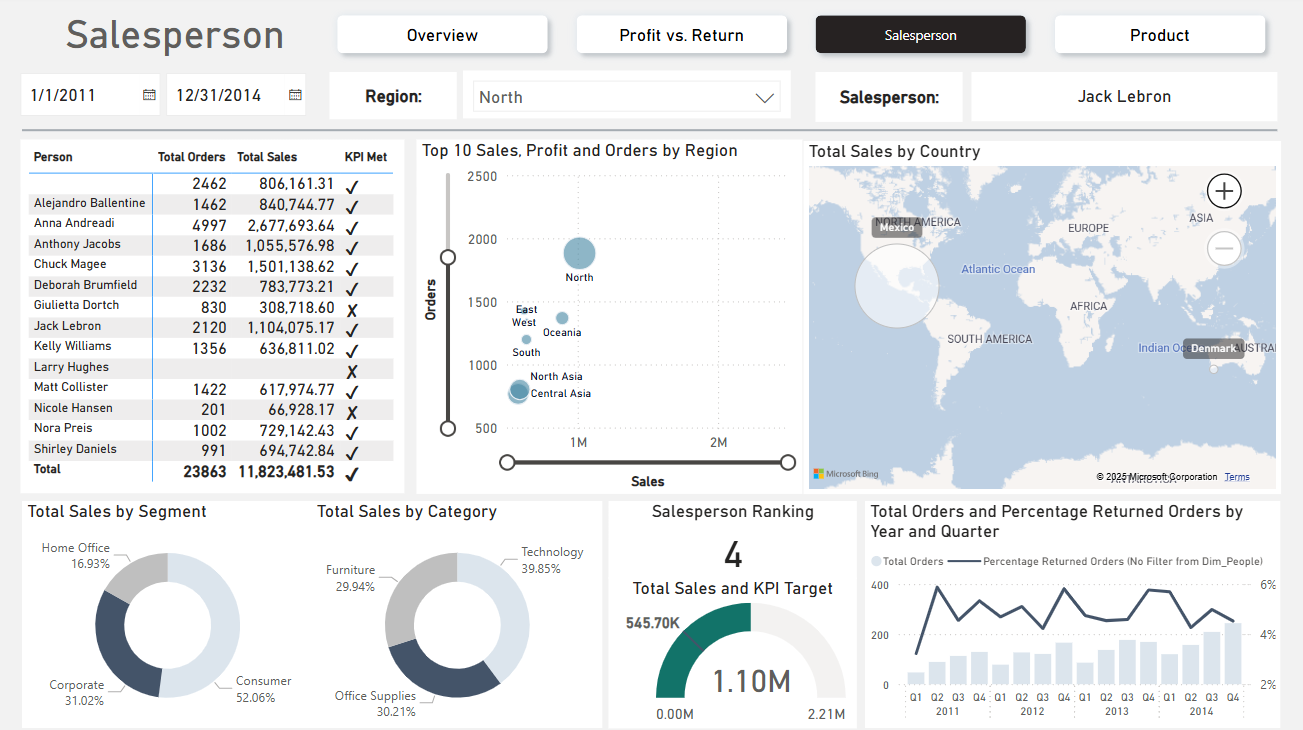 Salesperson
Overview
Profit vs. Return
Salesperson
Product
1/1/2011
12/31/2014
Region:
North
Salesperson:
Jack Lebron
Person Total Orders Total Sales KPI Met
2462 806,161.31 ✓
Alejandro Ballentine 1462 840,744.77 ✓
Anna Andreadi 4997 2,677,693.64 ✓
Anthony Jacobs 1686 1,055,576.98 ✓
Chuck Magee 3136 1,501,138.62 ✓
Deborah Brumfield 2232 783,773.21 ✓
Giulietta Dortch 830 308,718.60 X
Jack Lebron 2120 1,104,075.17 ✓
Kelly Williams 1356 636,811.02 ✓
Larry Hughes X
Matt Collister 1422 617,974.77 ✓
Nicole Hansen 201 66,928.17 X
Nora Preis 1002 729,142.43 ✓
Shirley Daniels 991 694,742.84 ✓
Total 23863 11,823,481.53 ✓
Top 10 Sales, Profit and Orders by Region
2500
2000
1500
1000
500
Orders
North
East
West
Oceania
South
North Asia
Central Asia
1M 2M
Sales
Total Sales by Country
NORTH AMERICA
Mexico
EUROPE
ASIA
Atlantic Ocean
AFRICA
SOUTH AMERICA
Indian
Denmark
Microsoft Bing
© 2025 Microsoft Corporation Terms
Total Sales by Segment
Home Office
16.93%
Corporate
31.02%
Consumer
52.06%
Total Sales by Category
Technology
39.85%
Furniture
29.94%
Office Supplies
30.21%
Salesperson Ranking
4
Total Sales and KPI Target
545.70K
1.10M
0.00M 2.21M
Total Orders and Percentage Returned Orders by
Year and Quarter
Total Orders Percentage Returned Orders (No Filter from Dim_People)
400
200
0
6%
4%
2%
Q1 Q2 Q3 Q4 Q1 Q2 Q3 Q4 Q1 Q2 Q3 Q4 Q1 Q2 Q3 Q4
2011 2012 2013 2014